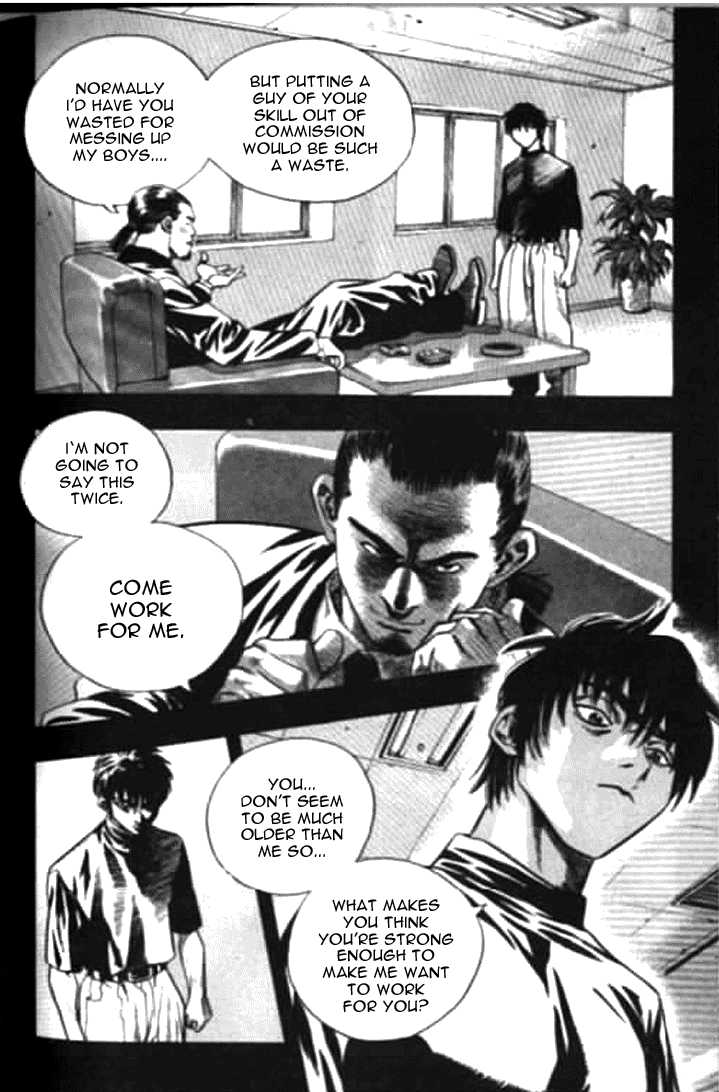 NORMALLY
I'D HAVE YOU
WASTED FOR
MESSING UP
MY BOYS....
BUT PUTTING A
GUY OF YOUR
SKILL OUT OF
COMMISSION
WOULD BE SUCH
A WASTE.
I'M NOT
GOING TO
SAY THIS
TWICE.
COME
WORK
FOR ME.
YOU...
DON'T SEEM
TO BE MUCH
OLDER THAN
ME SO...
WHAT MAKES
YOU THINK
YOU'RE STRONG
ENOUGH TO
MAKE ME WANT
TO WORK
FOR YOU?